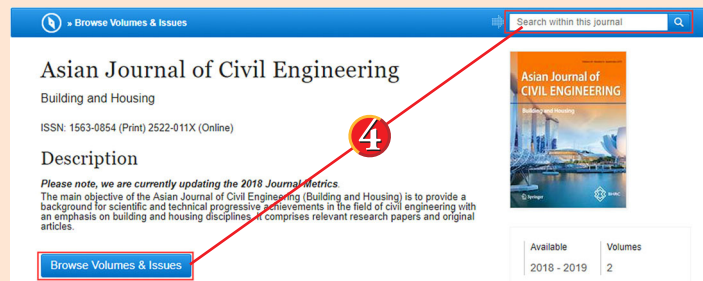 » Browse Volumes & Issues
Search within this journal
Asian Journal of Civil Engineering
Building and Housing
ISSN: 1563-0854 (Print) 2522-011X (Online)
Description
Please note, we are currently updating the 2018 Journal Metrics.
The main objective of the Asian Journal of Civil Engineering (Building and Housing) is to provide a
background for scientific and technical progressive achievements in the field of civil engineering with
an emphasis on building and housing disciplines. It comprises relevant research papers and original
articles.
Browse Volumes & Issues
4
Asian Journal of
CIVIL ENGINEERING
Building and Housing
Springer
BHRC
Available
Volumes
2018 - 2019
2